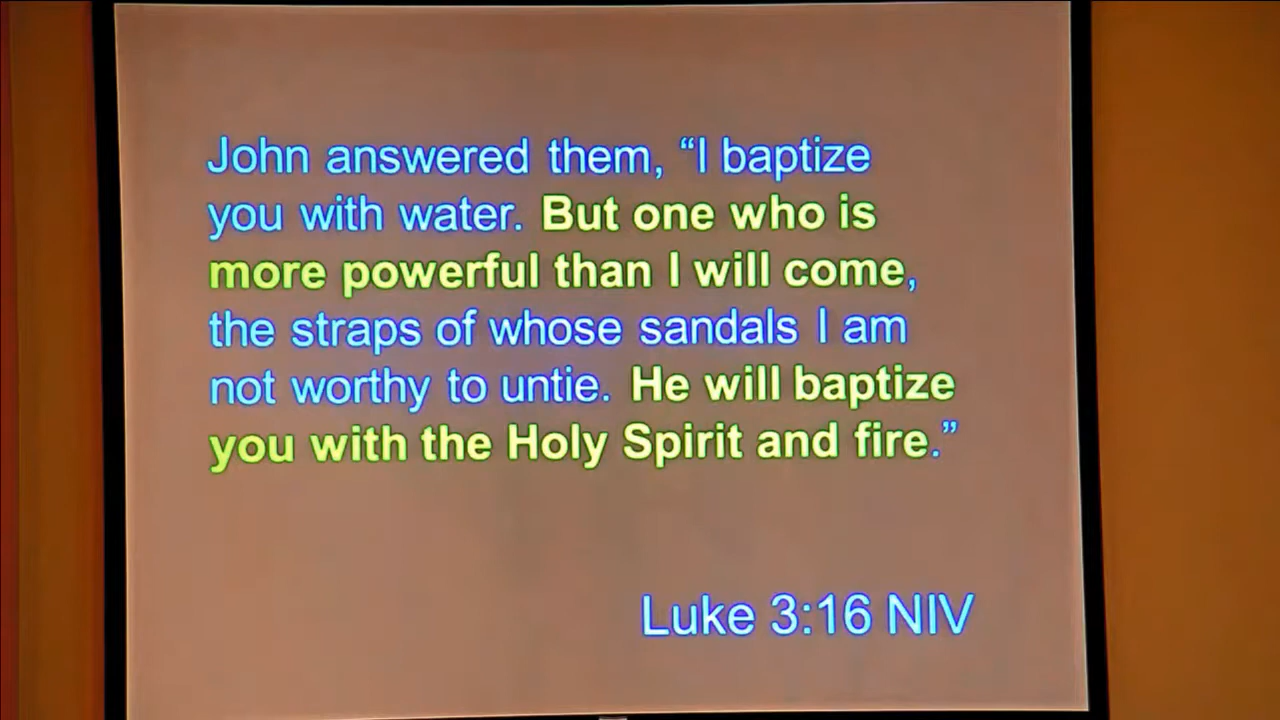 John answered them, “I baptize
you with water. But one who is
more powerful than I will come,
the straps of whose sandals I am
not worthy to untie. He will baptize
you with the Holy Spirit and fire.”
Luke 3:16 NIV